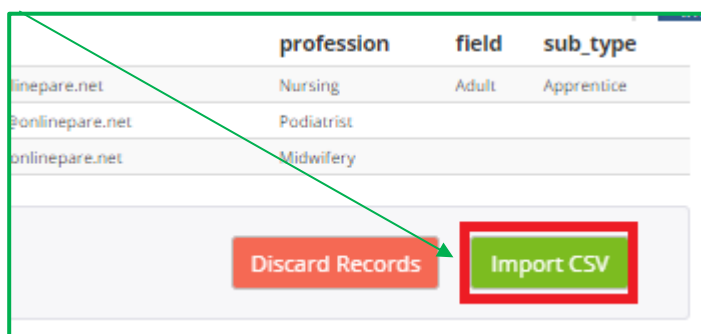 profession field sub_type
linepare.net Nursing Adult Apprentice
@onlinepare.net Podiatrist
onlinepare.net Midwifery
Discard Records Import CSV